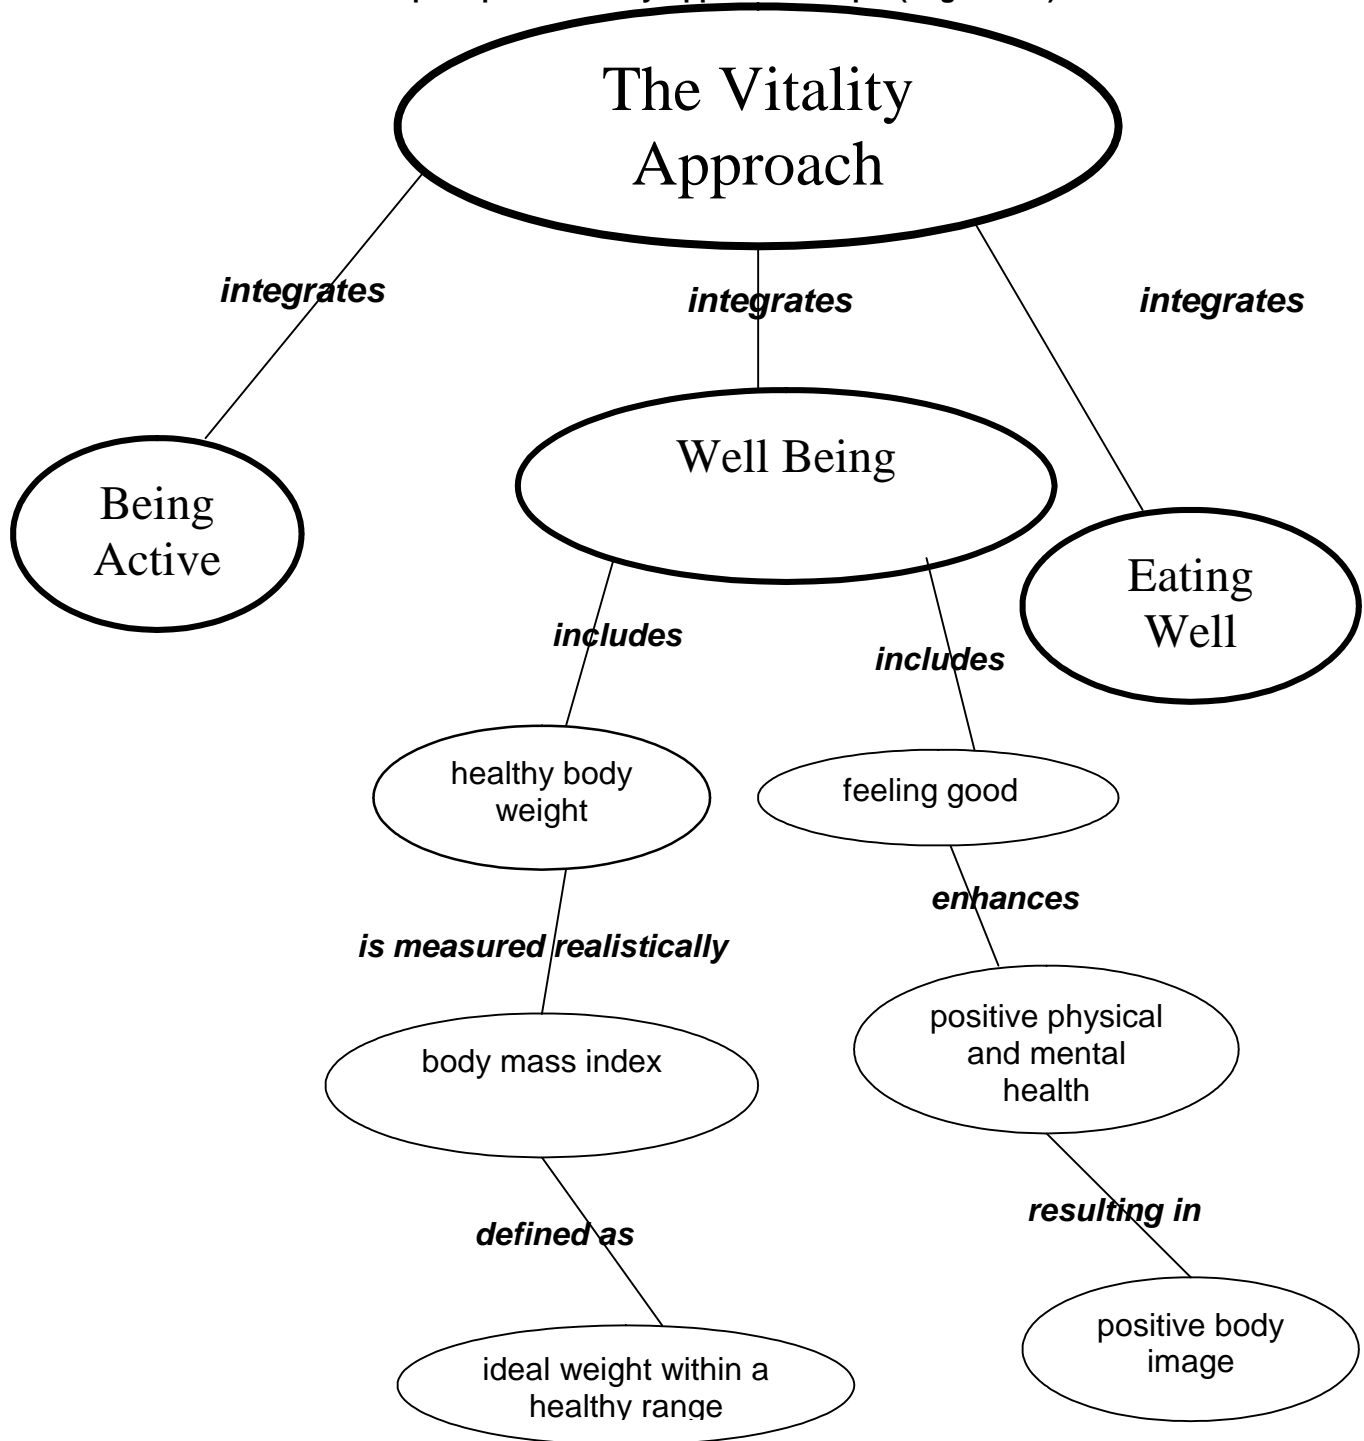 The Vitality
Approach
integrates
integrates
integrates
Being
Active
Well Being
Eating
Well
includes
includes
healthy body
weight
feeling good
enhances
is measured realistically
positive physical
and mental
health
body mass index
resulting in
defined as
positive body
image
ideal weight within a
healthy range